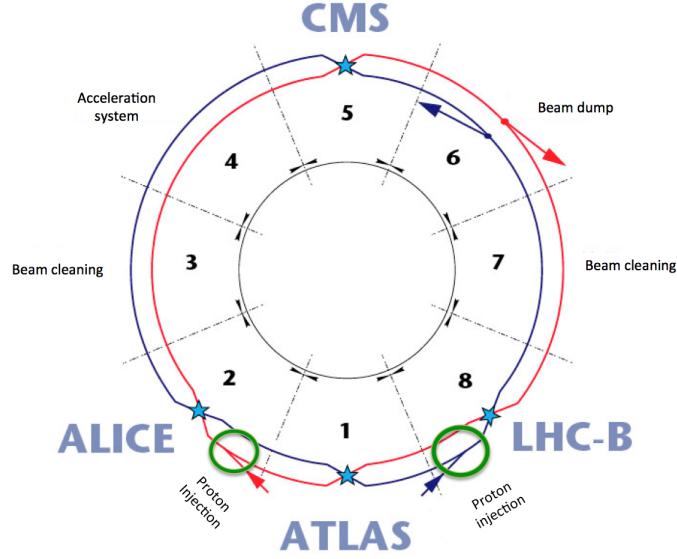 CMS
Acceleration
system
Beam dump
5
4
6
Beam cleaning
3
7
Beam cleaning
2
8
1
ALICE
LHC-B
Proton
Injection
Proton
injection
ATLAS